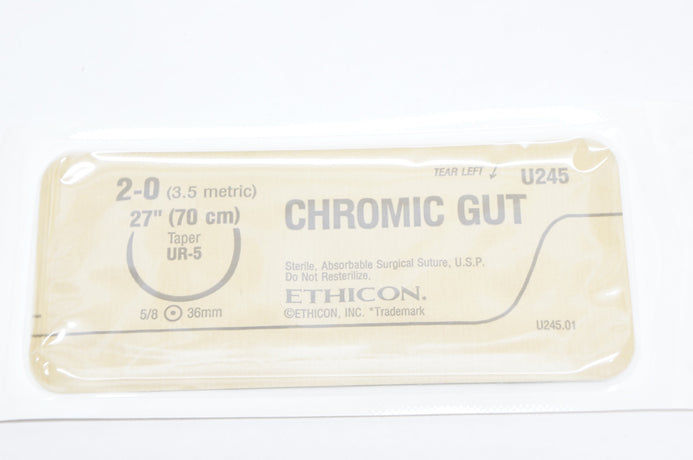 TEAR LEFT
U245
2-0 (3.5 metric)
27" (70 cm)
Taper
UR-5
5/8 36mm
CHROMIC GUT
Sterile, Absorbable Surgical Suture, U.S.P.
Do Not Resterilize.
ETHICON.
©ETHICON, INC. *Trademark
U245.01